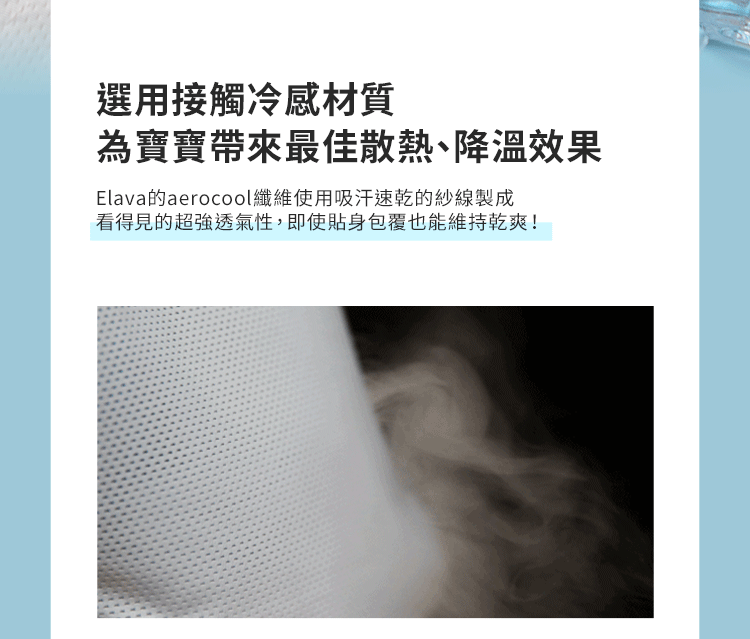 選用接觸冷感材質
為寶寶帶來最佳散熱、降溫效果
Elava的aerocool纖維使用吸汗速乾的紗線製成
看得見的超強透氣性，即使貼身包覆也能維持乾爽！